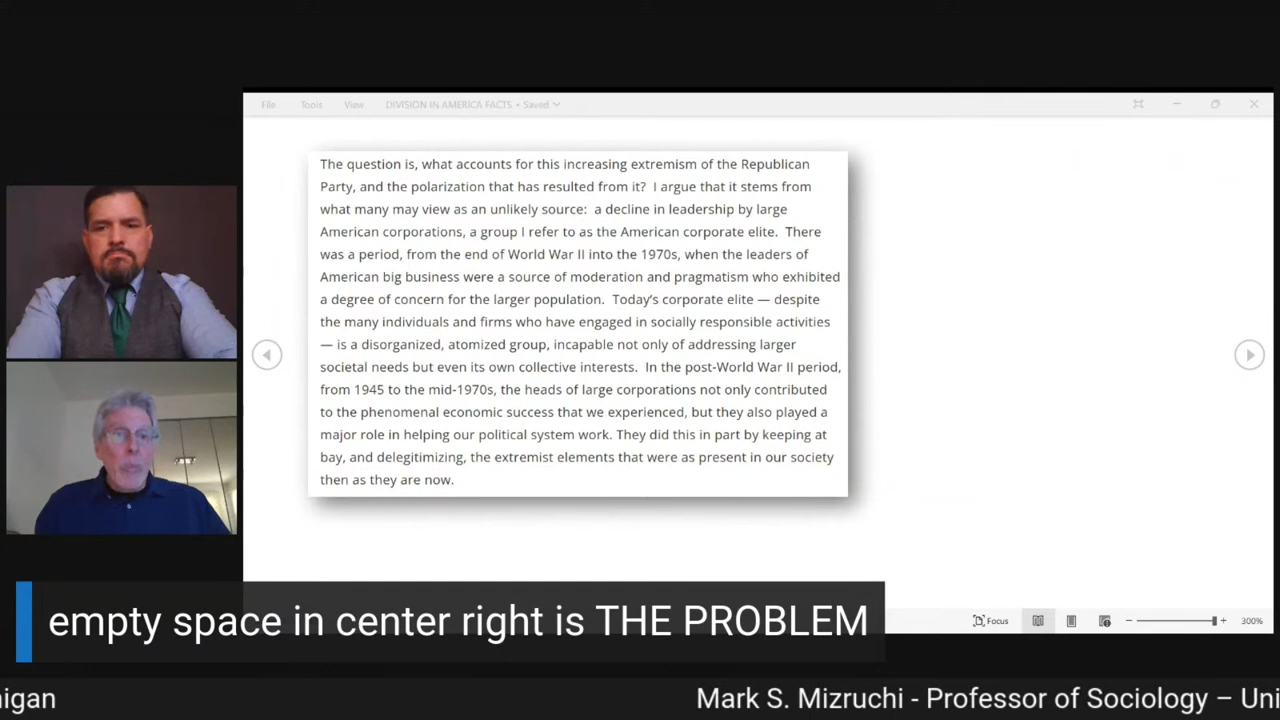 File Tools View DIVISION IN AMERICA FACTS • Saved
The question is, what accounts for this increasing extremism of the Republican
Party, and the polarization that has resulted from it? I argue that it stems from
what many may view as an unlikely source: a decline in leadership by large
American corporations, a group I refer to as the American corporate elite. There
was a period, from the end of World War II into the 1970s, when the leaders of
American big business were a source of moderation and pragmatism who exhibited
a degree of concern for the larger population. Today's corporate elite — despite
the many individuals and firms who have engaged in socially responsible activities
— is a disorganized, atomized group, incapable not only of addressing larger
societal needs but even its own collective interests. In the post-World War II period,
from 1945 to the mid-1970s, the heads of large corporations not only contributed
to the phenomenal economic success that we experienced, but they also played a
major role in helping our political system work. They did this in part by keeping at
bay, and delegitimizing, the extremist elements that were as present in our society
then as they are now.
empty space in center right is THE PROBLEM
Focus 300%
nigan Mark S. Mizruchi - Professor of Sociology – Uni